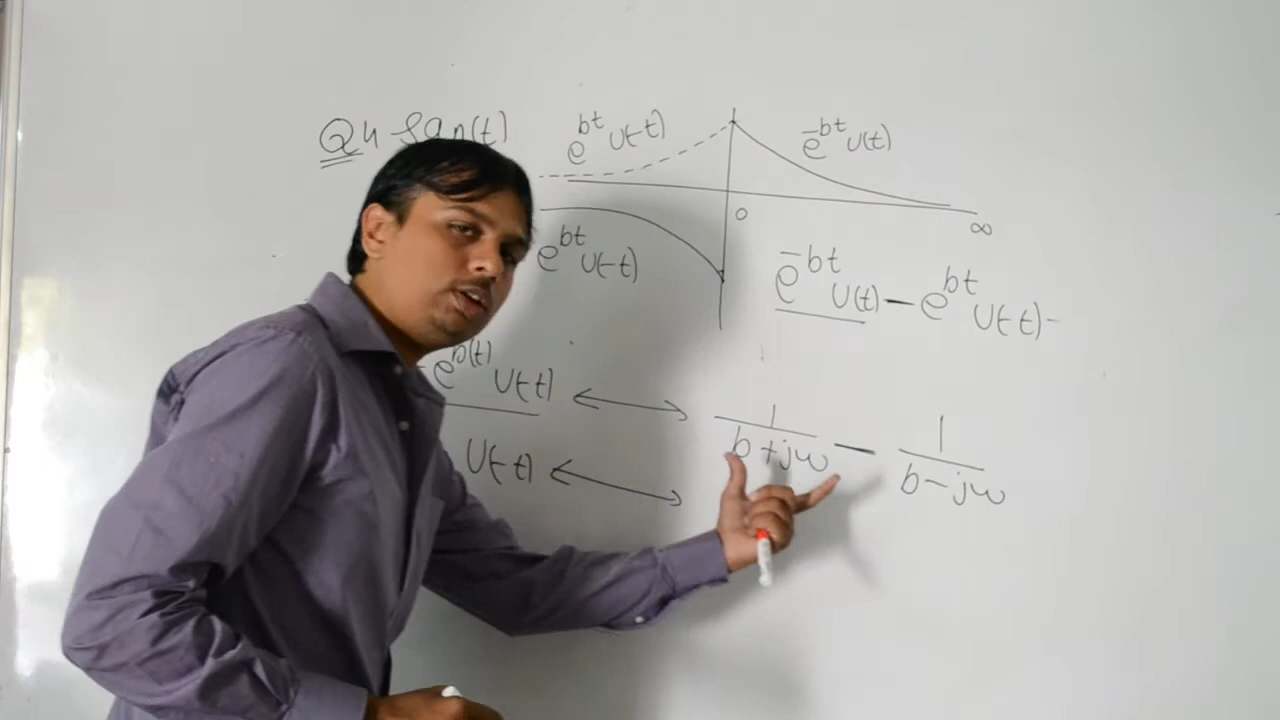 Q4 Sgn(t)
e^{bt} U(-t)
e^{-bt} U(t)
0
∞
e^{bt} U(-t)
e^{-bt} U(t) - e^{bt} U(-t)
- e^{b(t)} U(-t) ⟷ 1/(b+jω) - 1/(b-jω)
U(-t) ⟷